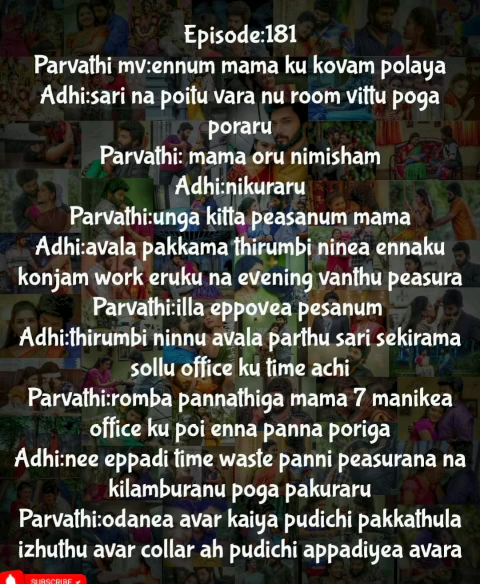 Episode:181
Parvathi mv:ennum mama ku kovam polaya
Adhi:sari na poitu vara nu room vittu poga
poraru
Parvathi: mama oru nimisham
Adhi:nikuraru
Parvathi:unga kitta peasanum mama
Adhi:avala pakkama thirumbi ninea ennaku
konjam work eruku na evening vanthu peasura
Parvathi:illa eppovea pesanum
Adhi:thirumbi ninnu avala parthu sari sekirama
sollu office ku time achi
Parvathi:romba pannathiga mama 7 manikea
office ku poi enna panna poriga
Adhi:nee eppadi time waste panni peasurana na
kilamburanu poga pakuraru
Parvathi:odanea avar kaiya pudichi pakkathula
izhuthu avar collar ah pudichi appadiyea avara
SUBSCRIBE